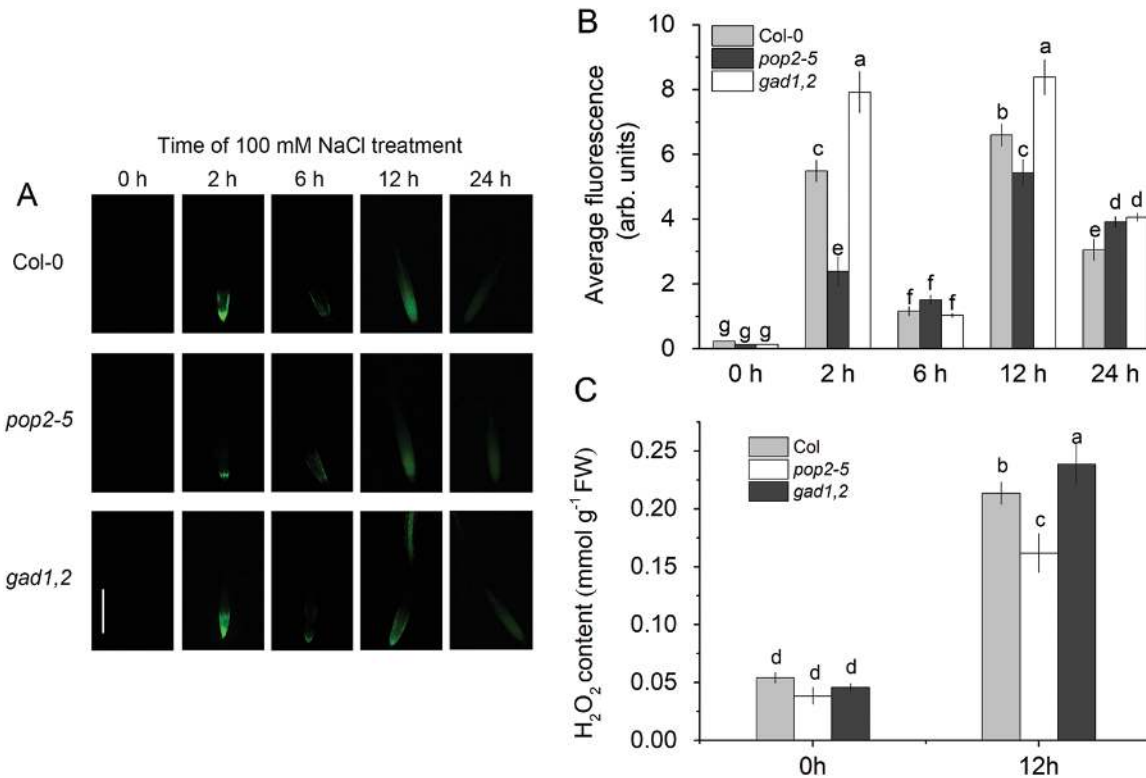 A
Time of 100 mM NaCl treatment
0 h 2 h 6 h 12 h 24 h
Col-0
pop2-5
gad1,2
B
Average fluorescence
(arb. units)
10
8
6
4
2
0
Col-0
pop2-5
gad1,2
g g g
c e a
f f f
b c a
e d d
0 h 2 h 6 h 12 h 24 h
C
H₂O₂ content (mmol g⁻¹ FW)
0.25
0.20
0.15
0.10
0.05
0.00
Col
pop2-5
gad1,2
d d d
b c a
0h 12h